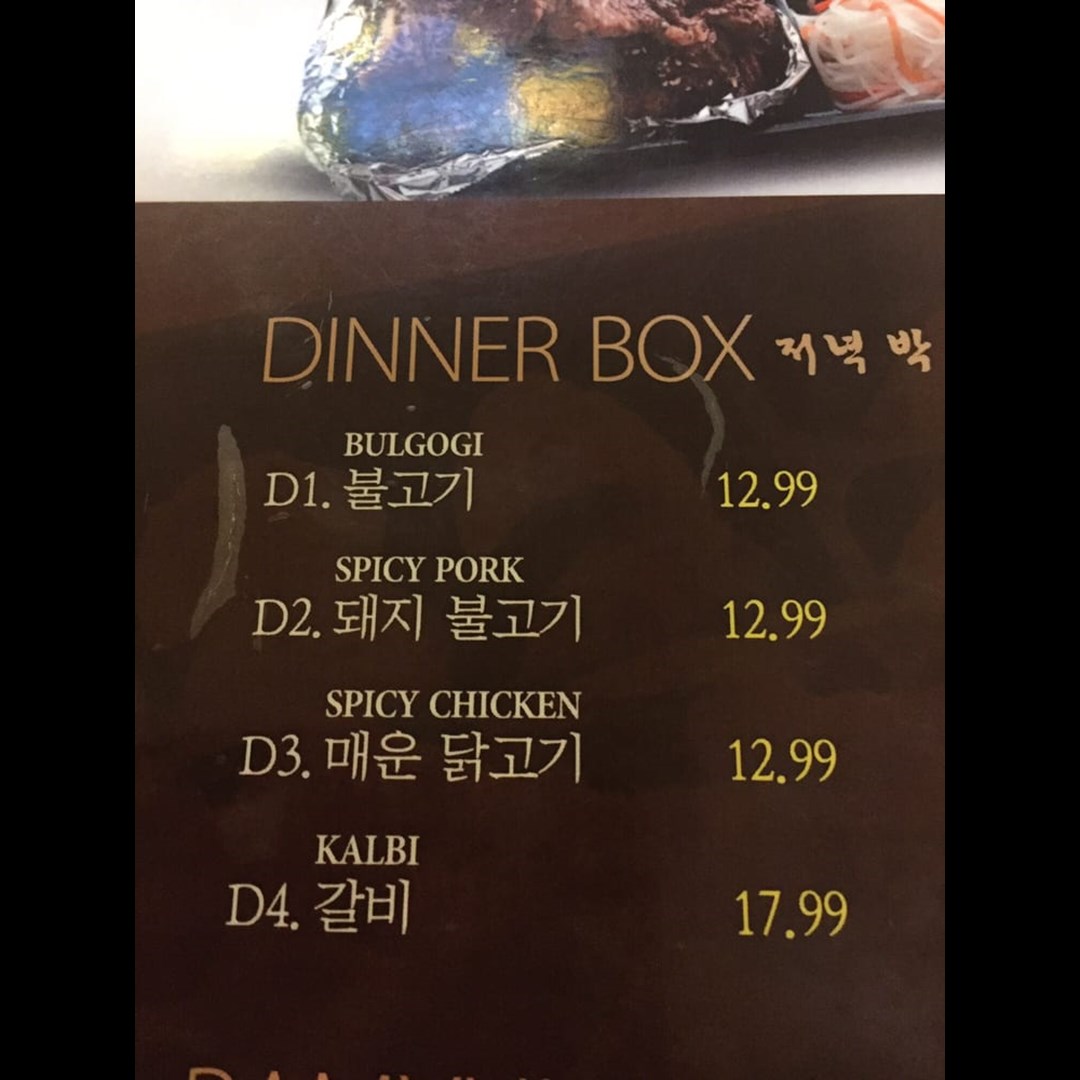 DINNER BOX 저녁 박
BULGOGI
D1. 불고기 12.99
SPICY PORK
D2. 돼지 불고기 12.99
SPICY CHICKEN
D3. 매운 닭고기 12.99
KALBI
D4. 갈비 17.99